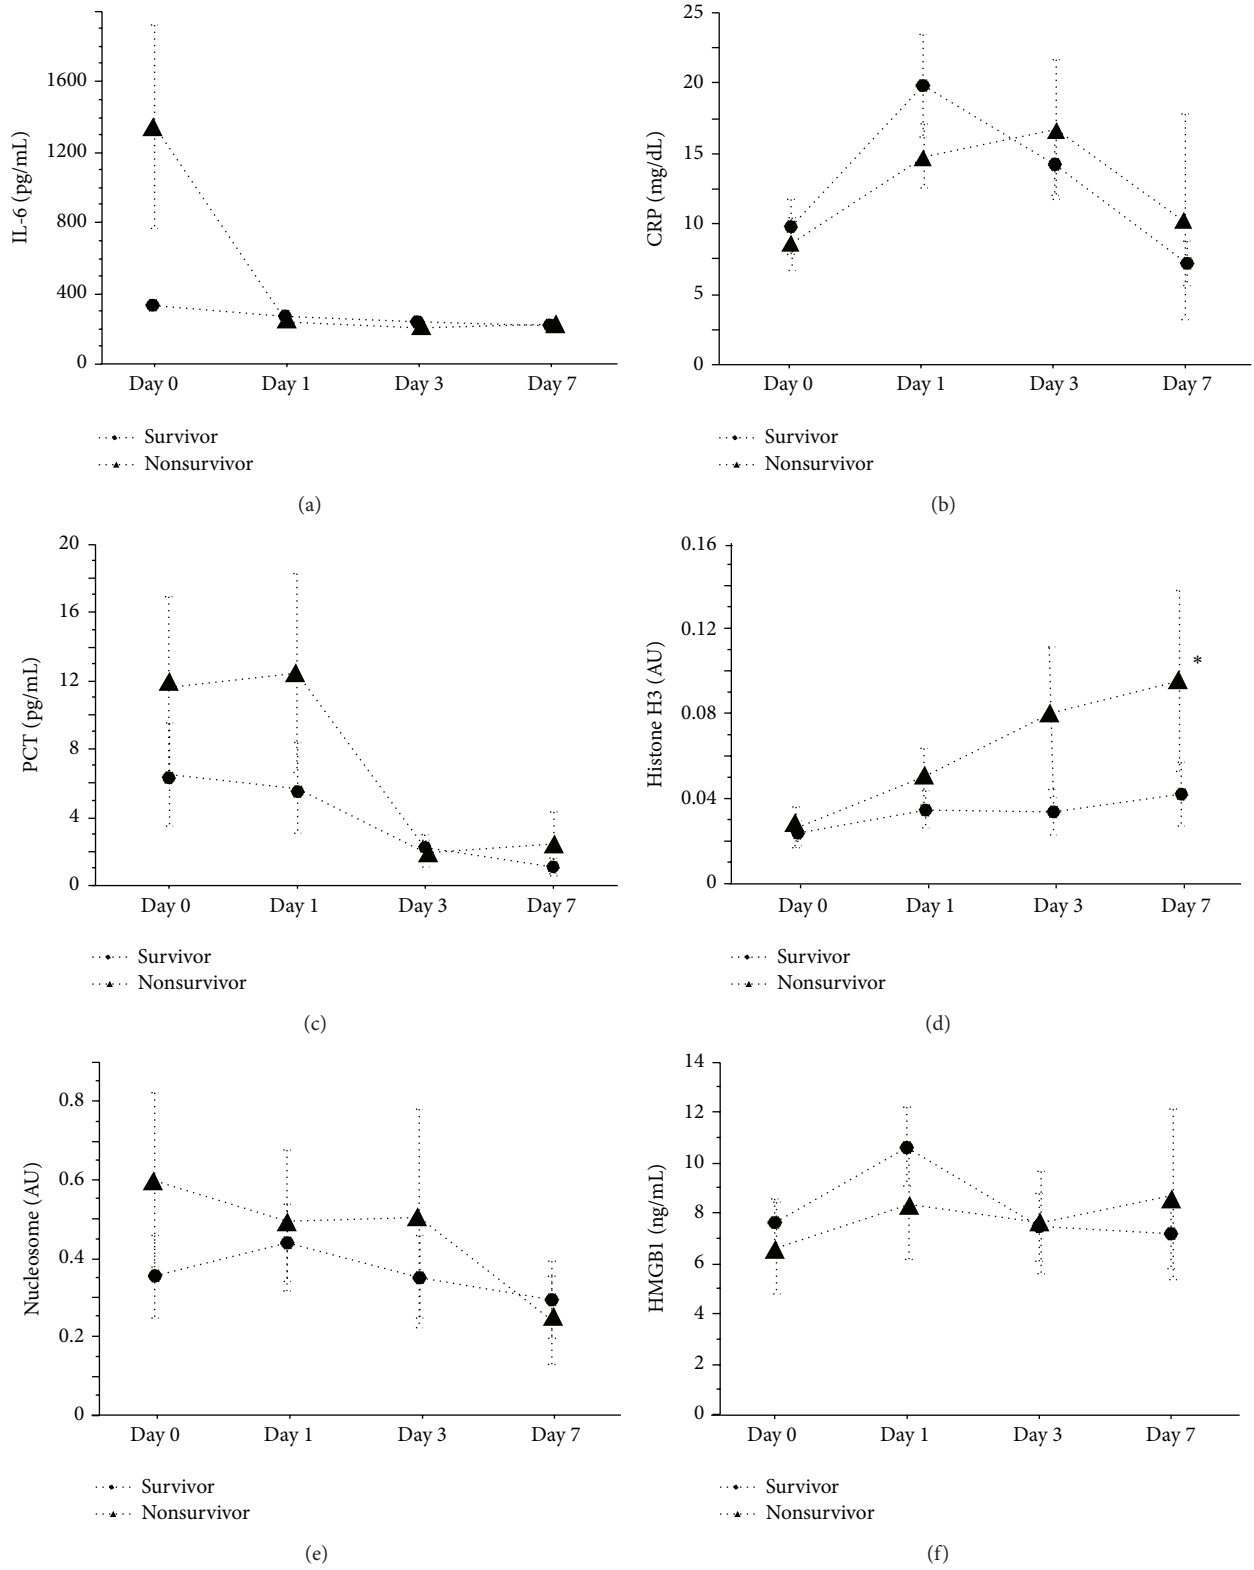 IL-6 (pg/mL)
1600
1200
800
400
0
Day 0 Day 1 Day 3 Day 7
Survivor
Nonsurvivor
(a)
CRP (mg/dL)
25
20
15
10
5
0
Day 0 Day 1 Day 3 Day 7
Survivor
Nonsurvivor
(b)
PCT (pg/mL)
20
16
12
8
4
0
Day 0 Day 1 Day 3 Day 7
Survivor
Nonsurvivor
(c)
Histone H3 (AU)
0.16
0.12
0.08
0.04
0
*
Day 0 Day 1 Day 3 Day 7
Survivor
Nonsurvivor
(d)
Nucleosome (AU)
0.8
0.6
0.4
0.2
0
Day 0 Day 1 Day 3 Day 7
Survivor
Nonsurvivor
(e)
HMGB1 (ng/mL)
14
12
10
8
6
4
2
0
Day 0 Day 1 Day 3 Day 7
Survivor
Nonsurvivor
(f)